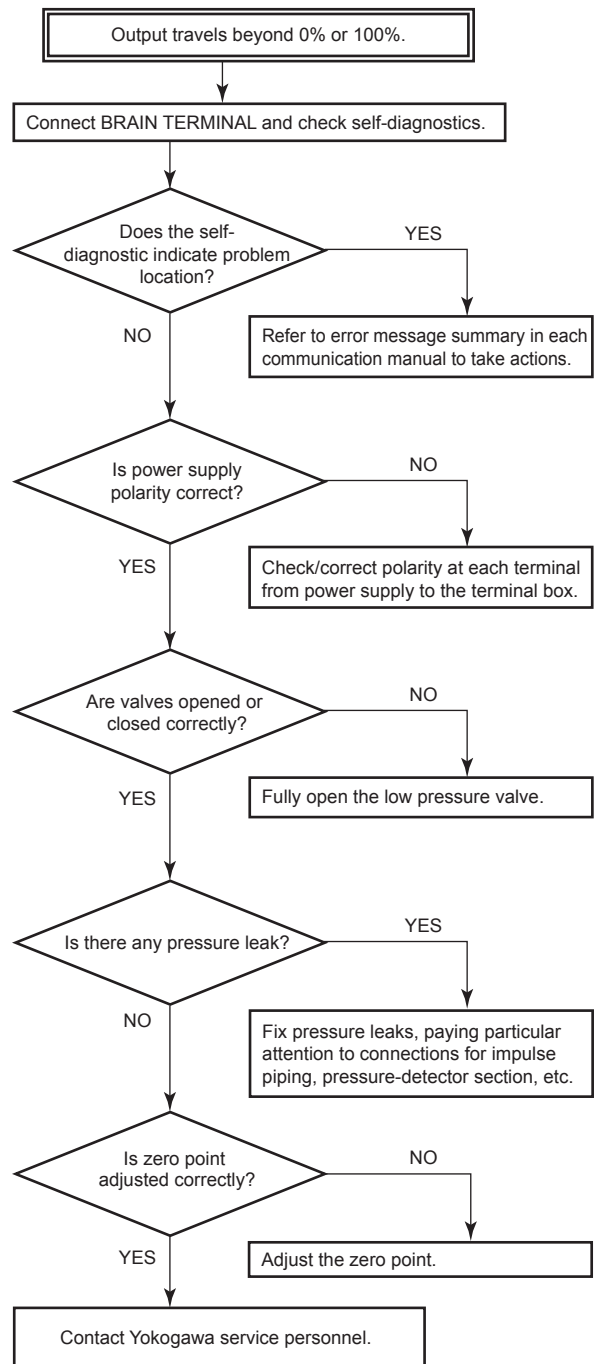 Output travels beyond 0% or 100%.
Connect BRAIN TERMINAL and check self-diagnostics.
Does the self-
diagnostic indicate problem
location?
YES
NO
Refer to error message summary in each
communication manual to take actions.
Is power supply
polarity correct?
NO
YES
Check/correct polarity at each terminal
from power supply to the terminal box.
Are valves opened or
closed correctly?
NO
YES
Fully open the low pressure valve.
Is there any pressure leak?
YES
NO
Fix pressure leaks, paying particular
attention to connections for impulse
piping, pressure-detector section, etc.
Is zero point
adjusted correctly?
NO
YES
Adjust the zero point.
Contact Yokogawa service personnel.